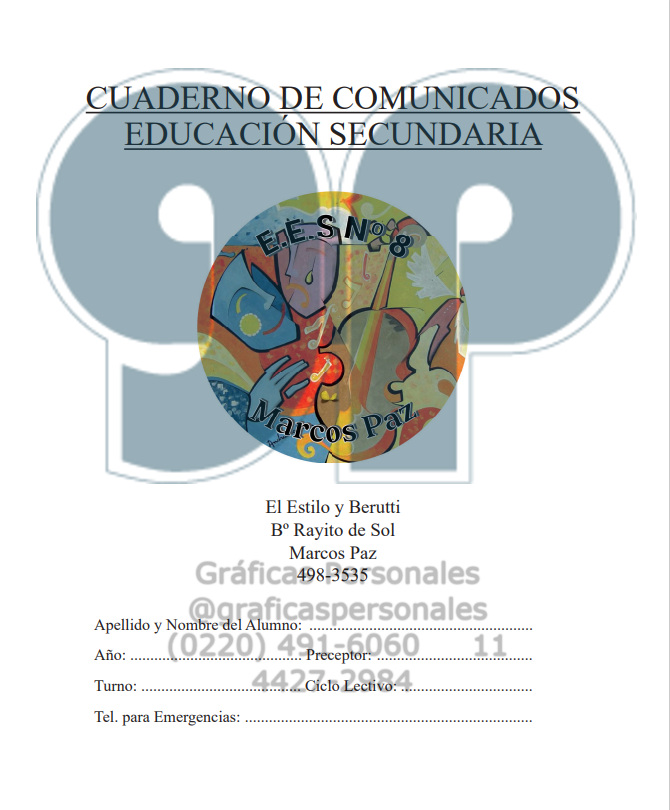 CUADERNO DE COMUNICADOS
EDUCACIÓN SECUNDARIA
E.E.S Nº 8
Marcos Paz
El Estilo y Berutti
Bº Rayito de Sol
Marcos Paz
498-3535
Gráficas Personales
@graficaspersonales
Apellido y Nombre del Alumno: ........................................................
(0220) 491-6060 11
Año: ........................................... Preceptor: .......................................
4427-2984
Turno: ........................................ Ciclo Lectivo: .................................
Tel. para Emergencias: ........................................................................